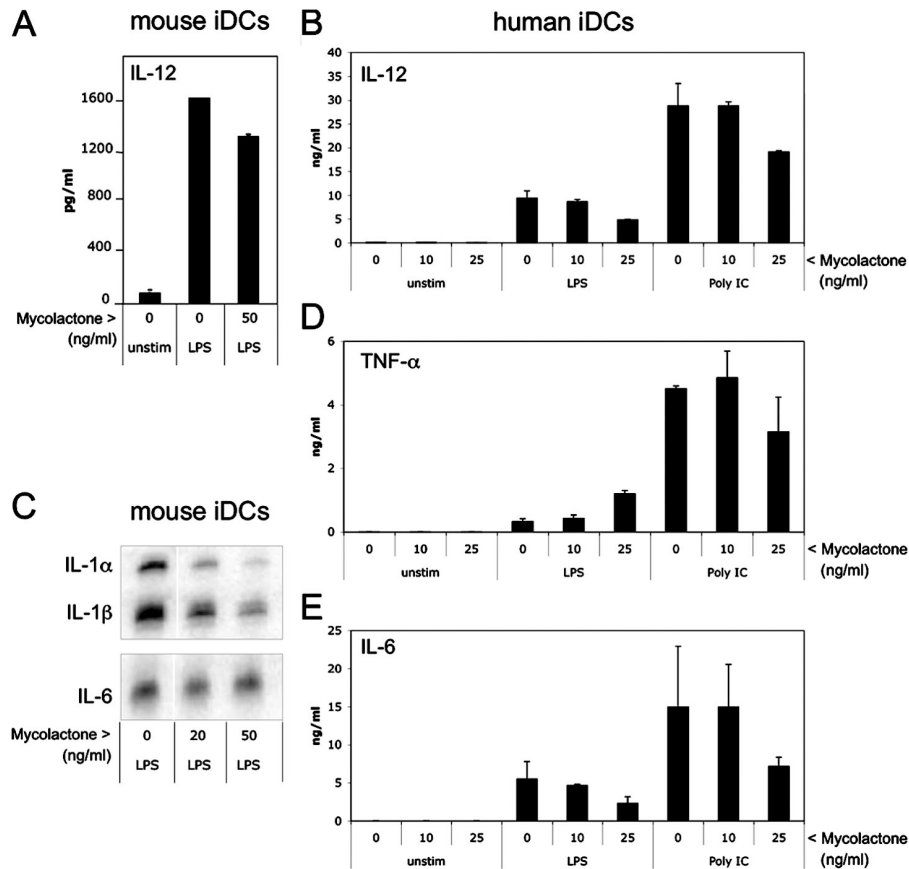 A mouse iDCs
IL-12
pg/ml
1600
1200
800
400
0
Mycolactone > 0 0 50
(ng/ml)
unstim LPS LPS
B human iDCs
IL-12
ng/ml
40
35
30
25
20
15
10
5
0
0 10 25 0 10 25 0 10 25 < Mycolactone
unstim LPS Poly IC (ng/ml)
D
TNF-α
ng/ml
6
4
2
0
0 10 25 0 10 25 0 10 25 < Mycolactone
unstim LPS Poly IC (ng/ml)
C mouse iDCs
IL-1α
IL-1β
IL-6
Mycolactone > 0 20 50
(ng/ml)
LPS LPS LPS
E
IL-6
ng/ml
25
20
15
10
5
0
0 10 25 0 10 25 0 10 25 < Mycolactone
unstim LPS Poly IC (ng/ml)